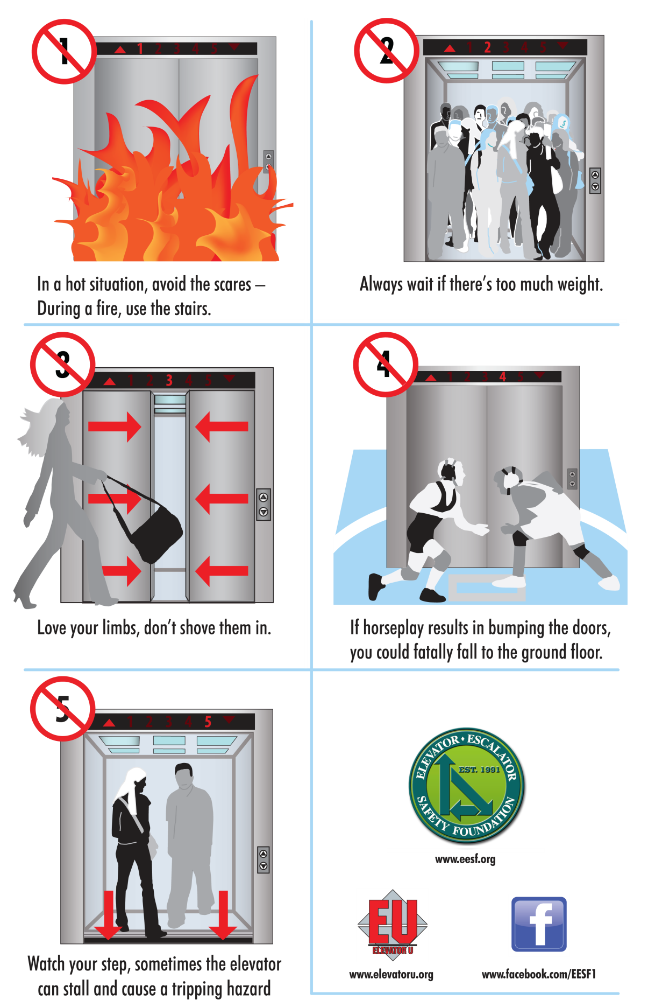 1
1 2 3 4 5
In a hot situation, avoid the scares –
During a fire, use the stairs.
2
1 2 3 4 5
Always wait if there's too much weight.
3
1 2 3 4 5
Love your limbs, don't shove them in.
4
1 2 3 4 5
If horseplay results in bumping the doors,
you could fatally fall to the ground floor.
5
1 2 3 4 5
Watch your step, sometimes the elevator
can stall and cause a tripping hazard
ELEVATOR • ESCALATOR
EST. 1991
SAFETY FOUNDATION
www.eesf.org
EU
ELEVATOR U
www.elevatoru.org
f
www.facebook.com/EESF1